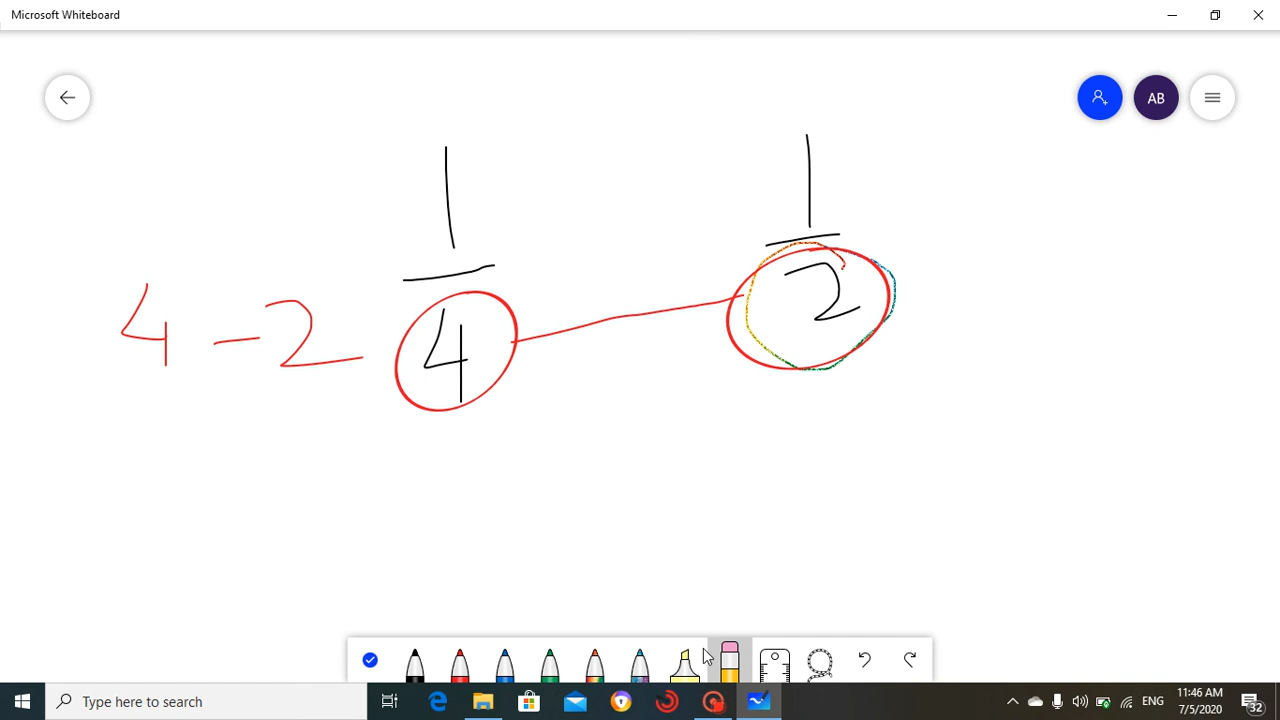 Microsoft Whiteboard
AB
1 1
4 - 2 4 2
Type here to search
ENG
11:46 AM
7/5/2020
32